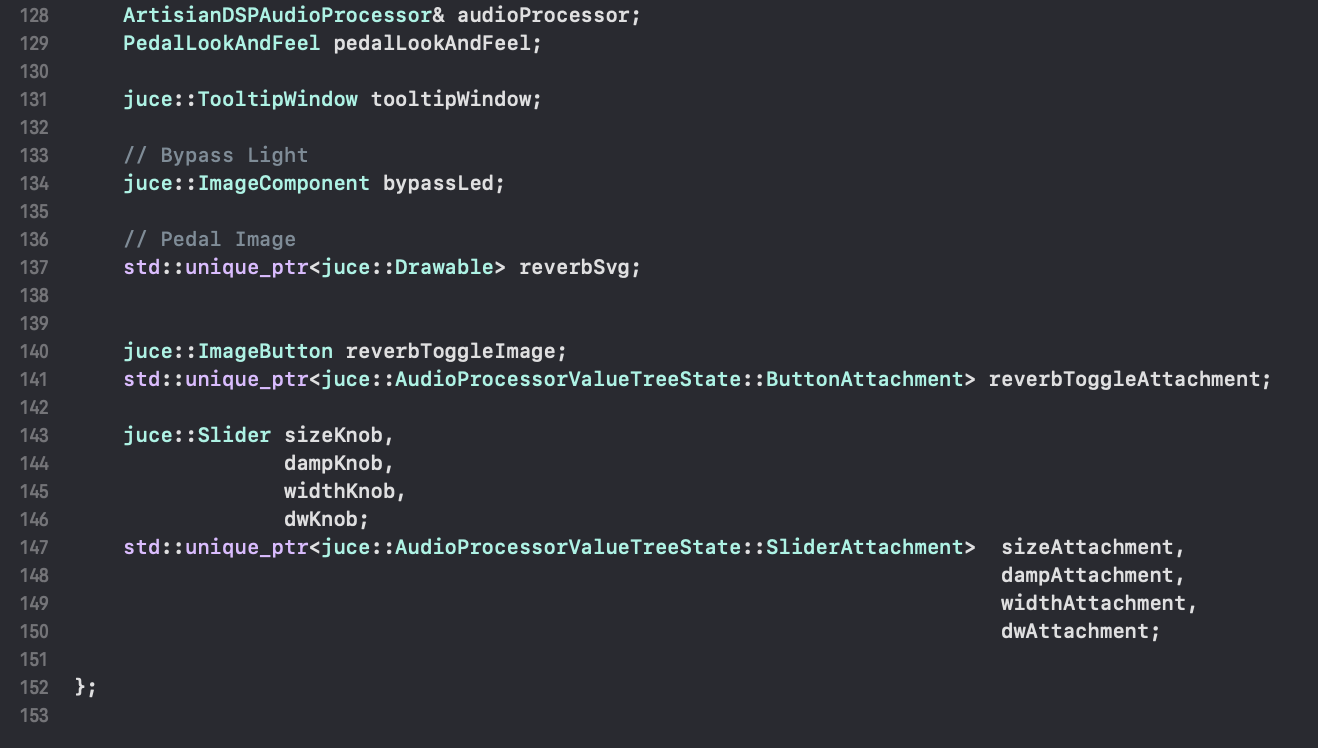 128 ArtisianDSPAudioProcessor& audioProcessor;
129 PedalLookAndFeel pedalLookAndFeel;
130
131 juce::TooltipWindow tooltipWindow;
132
133 // Bypass Light
134 juce::ImageComponent bypassLed;
135
136 // Pedal Image
137 std::unique_ptr<juce::Drawable> reverbSvg;
138
139
140 juce::ImageButton reverbToggleImage;
141 std::unique_ptr<juce::AudioProcessorValueTreeState::ButtonAttachment> reverbToggleAttachment;
142
143 juce::Slider sizeKnob,
144 dampKnob,
145 widthKnob,
146 dwKnob;
147 std::unique_ptr<juce::AudioProcessorValueTreeState::SliderAttachment> sizeAttachment,
148 dampAttachment,
149 widthAttachment,
150 dwAttachment;
151
152 };
153